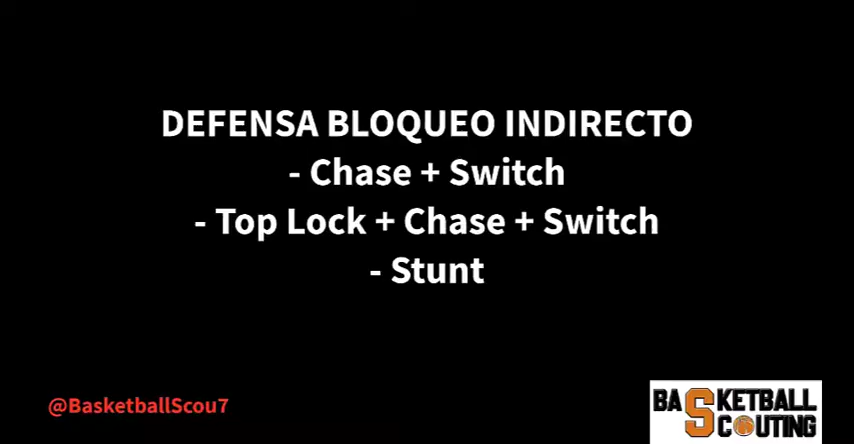 DEFENSA BLOQUEO INDIRECTO
- Chase + Switch
- Top Lock + Chase + Switch
- Stunt
@BasketballScou7
BASKETBALL
SCOUTING